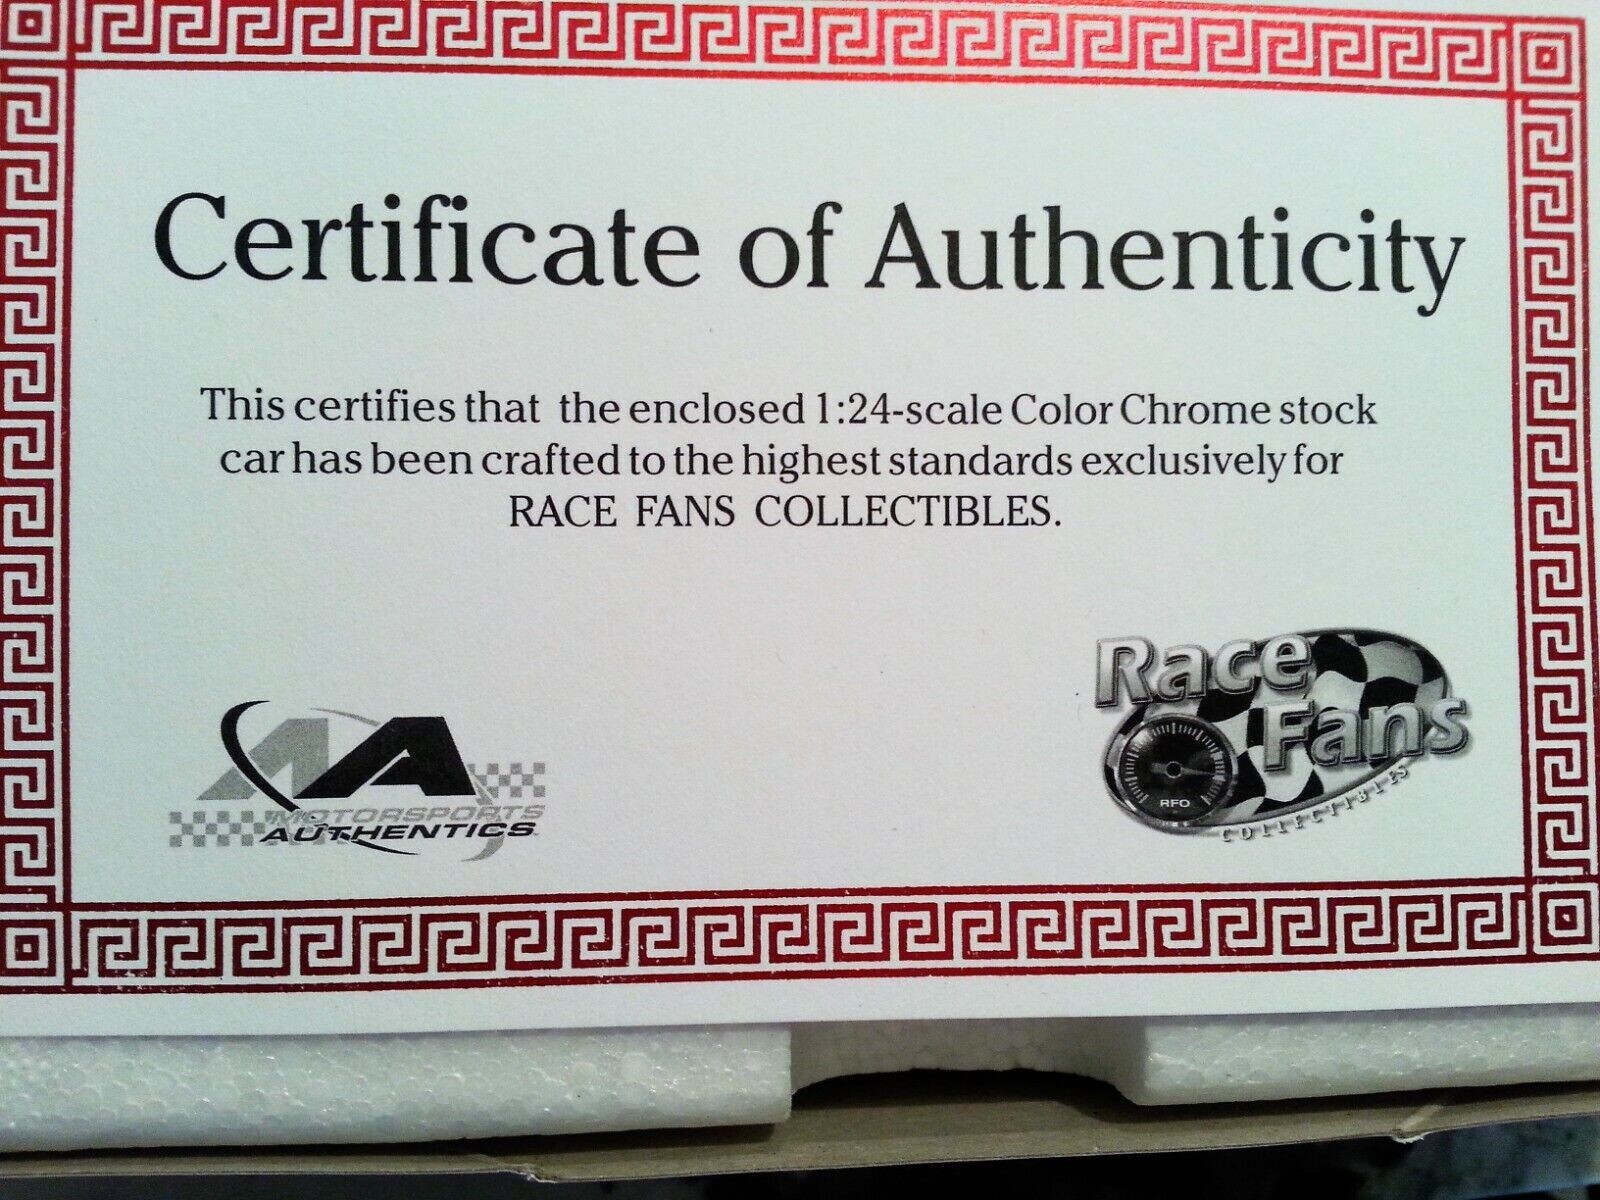 Certificate of Authenticity
This certifies that the enclosed 1:24-scale Color Chrome stock
car has been crafted to the highest standards exclusively for
RACE FANS COLLECTIBLES.
AA
MOTORSPORTS
AUTHENTICS
Race
Fans
RFO
COLLECTIBLES